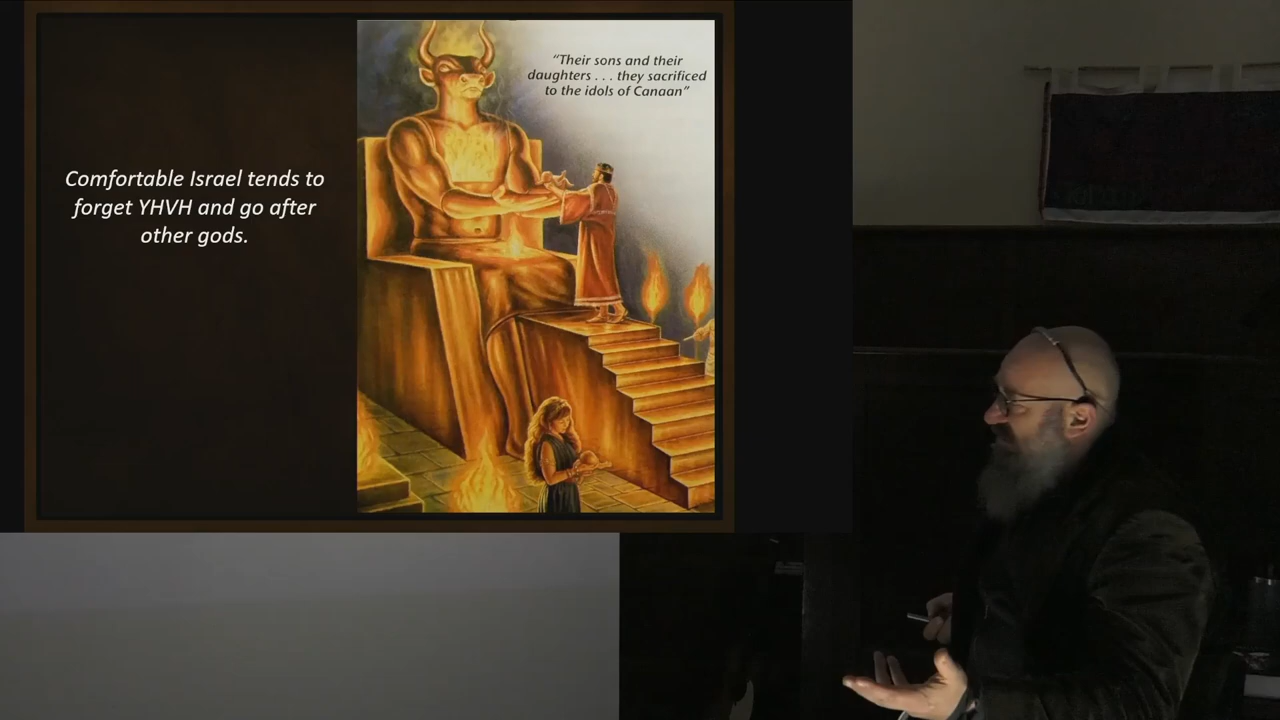 Comfortable Israel tends to
forget YHVH and go after
other gods.
"Their sons and their
daughters . . . they sacrificed
to the idols of Canaan"